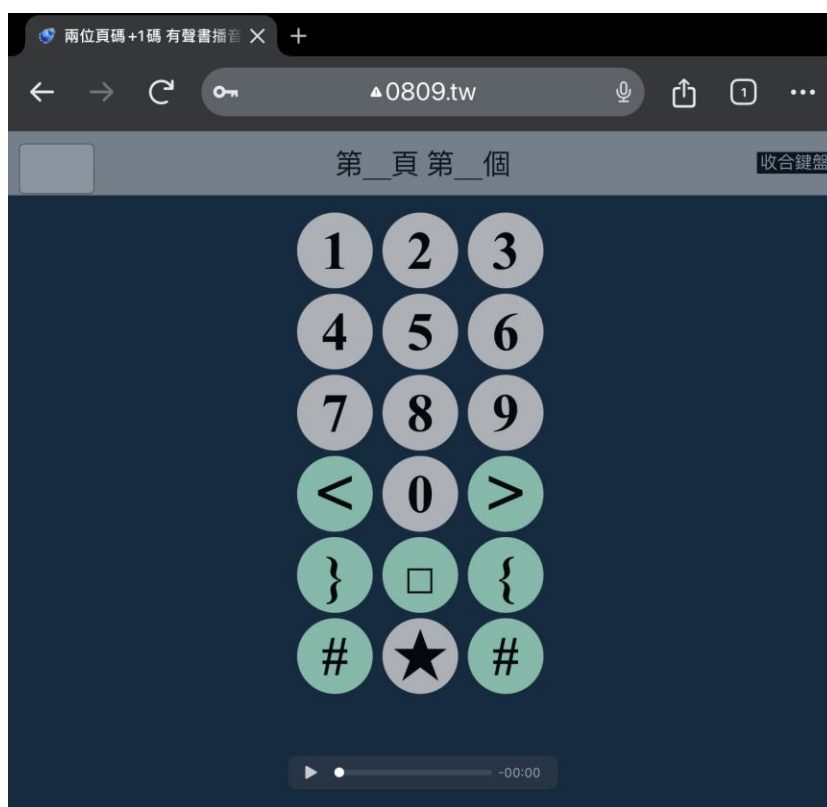 兩位頁碼+1碼 有聲書播音
0809.tw
1
第__頁 第__個
收合鍵盤
1 2 3
4 5 6
7 8 9
< 0 >
} □ {
# ★ #
-00:00